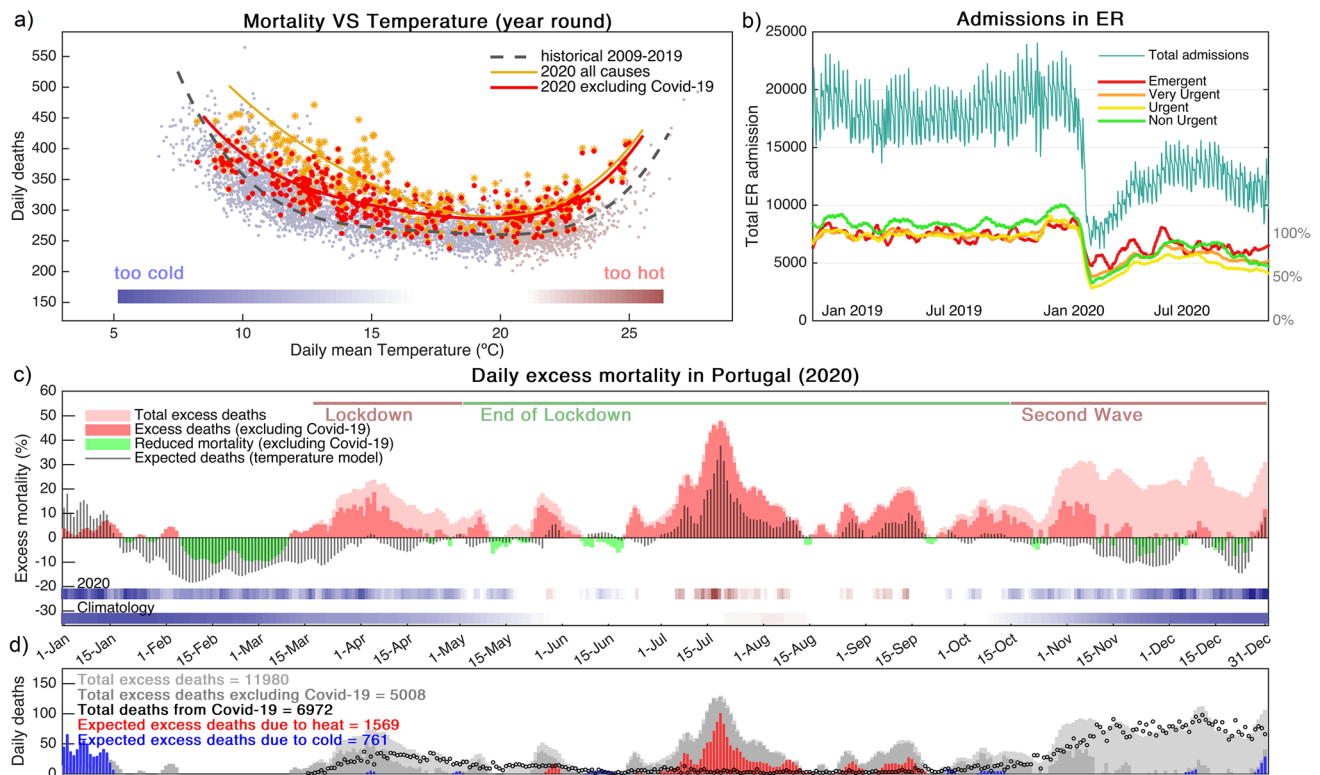 a)
Mortality VS Temperature (year round)
550
500
450
400
350
300
250
200
150
Daily deaths
historical 2009-2019
2020 all causes
2020 excluding Covid-19
too cold
too hot
5
10
15
20
25
Daily mean Temperature (ºC)
b)
Admissions in ER
25000
20000
15000
10000
5000
0
Total ER admission
Total admissions
Emergent
Very Urgent
Urgent
Non Urgent
100%
50%
0%
Jan 2019
Jul 2019
Jan 2020
Jul 2020
c)
Daily excess mortality in Portugal (2020)
60
50
40
30
20
10
0
-10
-20
-30
Excess mortality (%)
Total excess deaths
Excess deaths (excluding Covid-19)
Reduced mortality (excluding Covid-19)
Expected deaths (temperature model)
Lockdown
End of Lockdown
Second Wave
2020
Climatology
1-Jan
15-Jan
1-Feb
15-Feb
1-Mar
15-Mar
1-Apr
15-Apr
1-May
15-May
1-Jun
15-Jun
1-Jul
15-Jul
1-Aug
15-Aug
1-Sep
15-Sep
1-Oct
15-Oct
1-Nov
15-Nov
1-Dec
15-Dec
31-Dec
d)
150
100
50
0
Daily deaths
Total excess deaths = 11980
Total excess deaths excluding Covid-19 = 5008
Total deaths from Covid-19 = 6972
Expected excess deaths due to heat = 1569
Expected excess deaths due to cold = 761